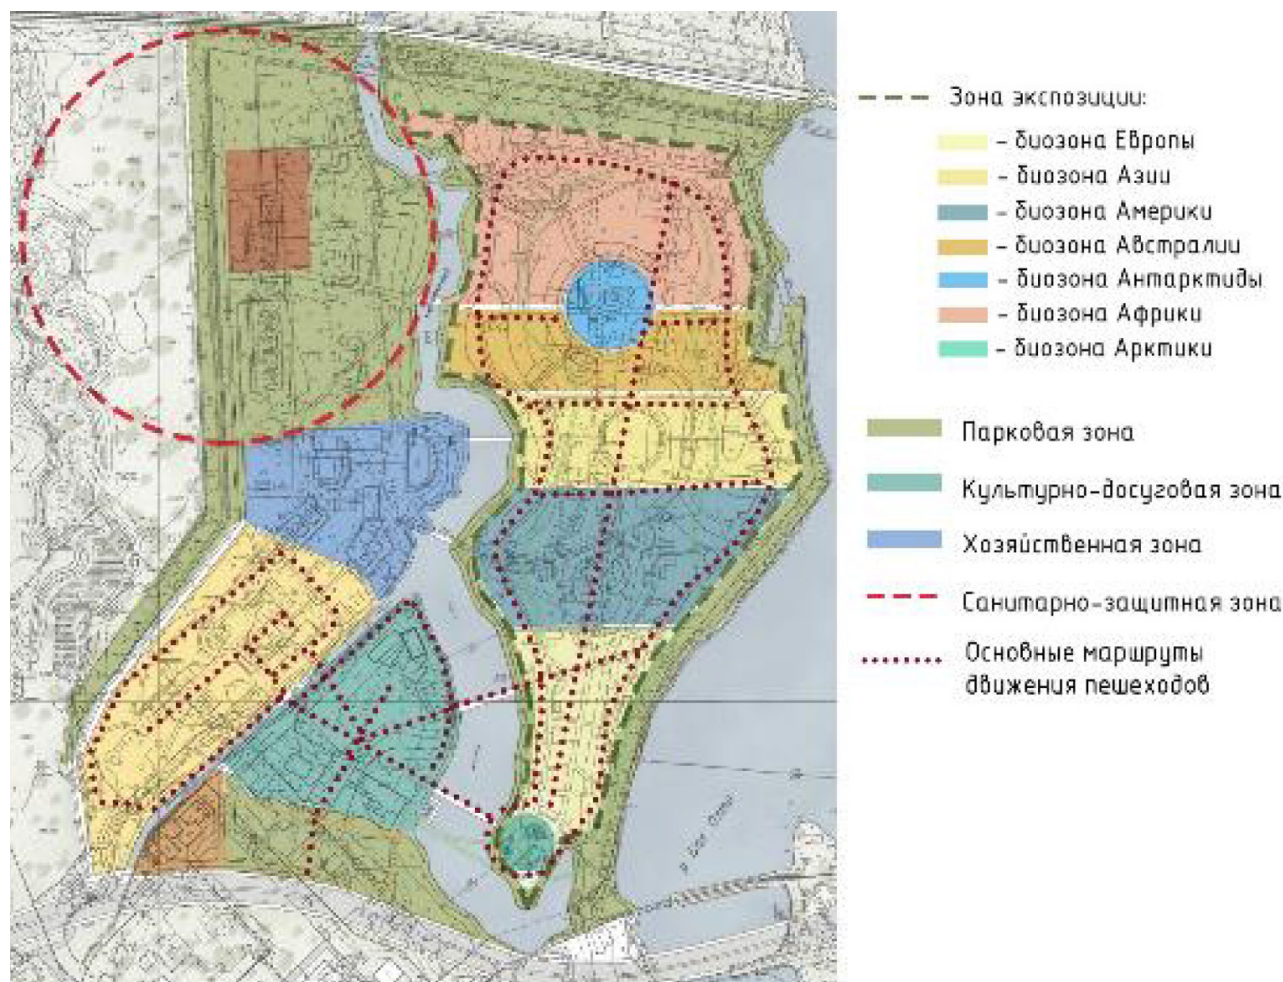 Зона экспозиции:
- биозона Европы
- биозона Азии
- биозона Америки
- биозона Австралии
- биозона Антарктиды
- биозона Африки
- биозона Арктики
Парковая зона
Культурно-досуговая зона
Хозяйственная зона
Санитарно-защитная зона
Основные маршруты
движения пешеходов